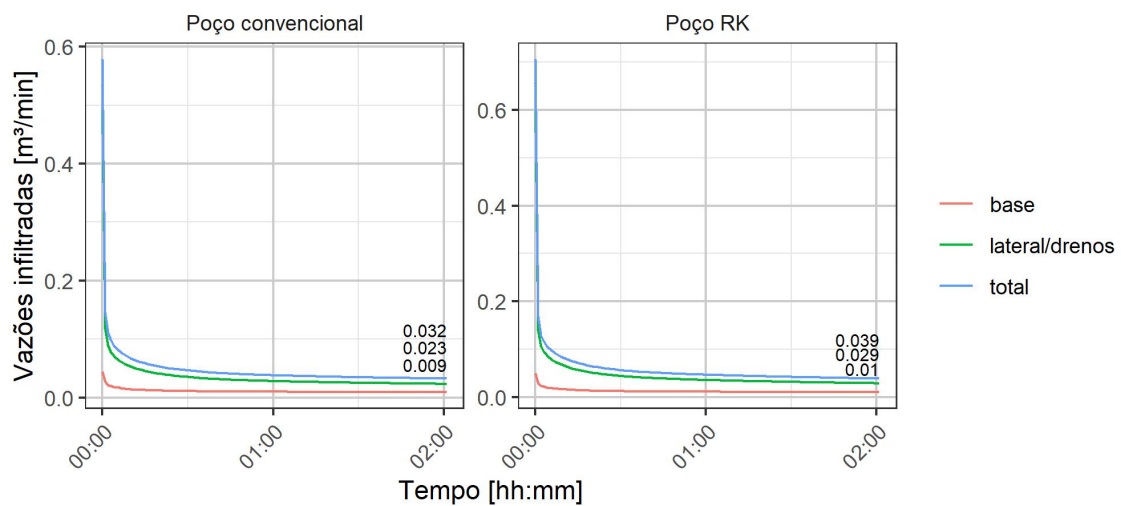 Poço convencional
Poço RK
Vazões infiltradas [m³/min]
0.6
0.4
0.2
0.0
0.032
0.023
0.009
00:00
01:00
02:00
0.6
0.4
0.2
0.0
0.039
0.029
0.01
00:00
01:00
02:00
Tempo [hh:mm]
base
lateral/drenos
total